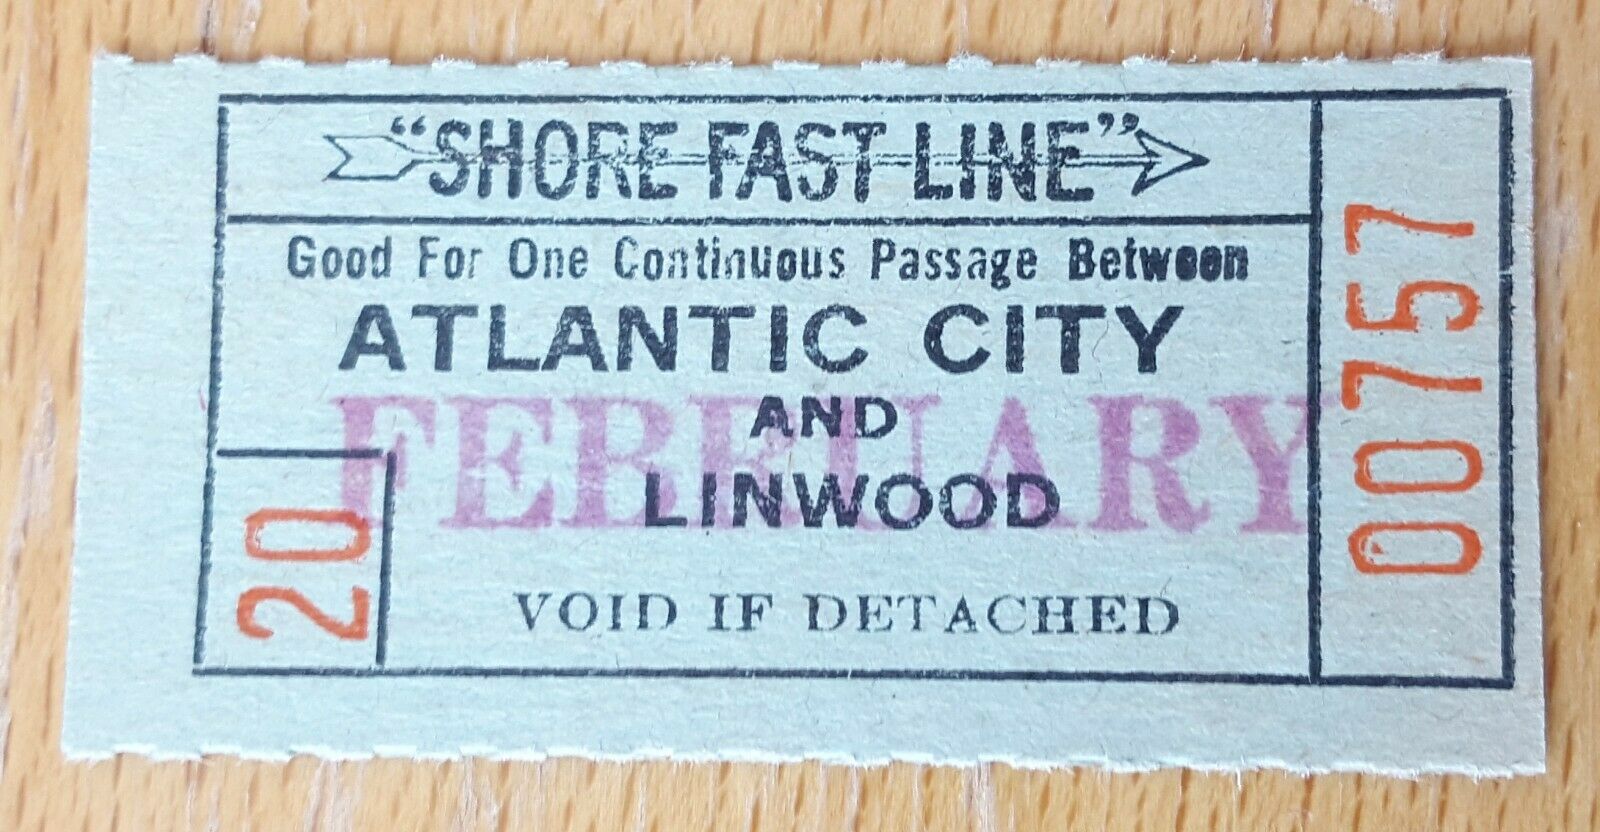 “SHORE FAST LINE”
Good For One Continuous Passage Between
ATLANTIC CITY
AND
FEBRUARY
LINWOOD
VOID IF DETACHED
20
00757